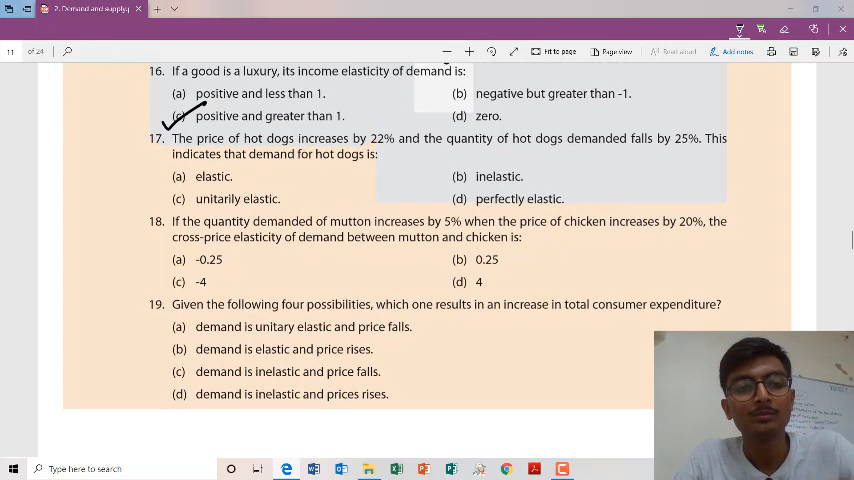 2. Demand and supply.p
11 of 24
Fit to page
Page view
Read aloud
Add notes
16. If a good is a luxury, its income elasticity of demand is:
(a) positive and less than 1.
(b) negative but greater than -1.
(c) positive and greater than 1.
(d) zero.
17. The price of hot dogs increases by 22% and the quantity of hot dogs demanded falls by 25%. This
indicates that demand for hot dogs is:
(a) elastic.
(b) inelastic.
(c) unitarily elastic.
(d) perfectly elastic.
18. If the quantity demanded of mutton increases by 5% when the price of chicken increases by 20%, the
cross-price elasticity of demand between mutton and chicken is:
(a) -0.25
(b) 0.25
(c) -4
(d) 4
19. Given the following four possibilities, which one results in an increase in total consumer expenditure?
(a) demand is unitary elastic and price falls.
(b) demand is elastic and price rises.
(c) demand is inelastic and price falls.
(d) demand is inelastic and prices rises.
Type here to search